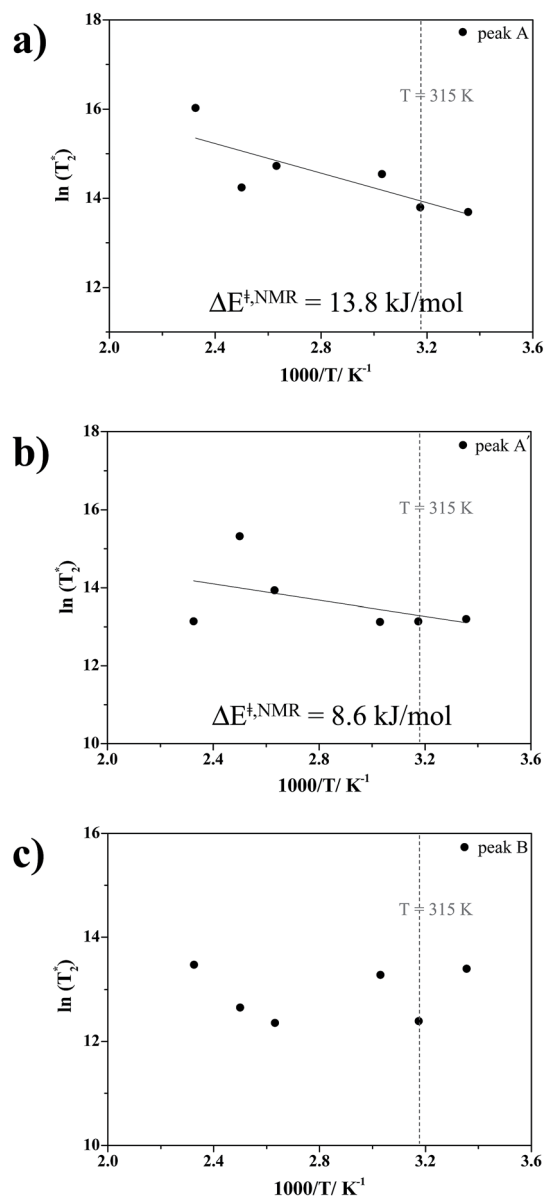 a)
18
peak A
T = 315 K
16
ln (T₂*)
14
12
ΔE‡,NMR = 13.8 kJ/mol
2.0 2.4 2.8 3.2 3.6
1000/T/ K⁻¹
b)
18
peak A′
T = 315 K
16
ln (T₂*)
14
12
ΔE‡,NMR = 8.6 kJ/mol
10
2.0 2.4 2.8 3.2 3.6
1000/T/ K⁻¹
c)
16
peak B
T = 315 K
14
ln (T₂*)
12
10
2.0 2.4 2.8 3.2 3.6
1000/T/ K⁻¹